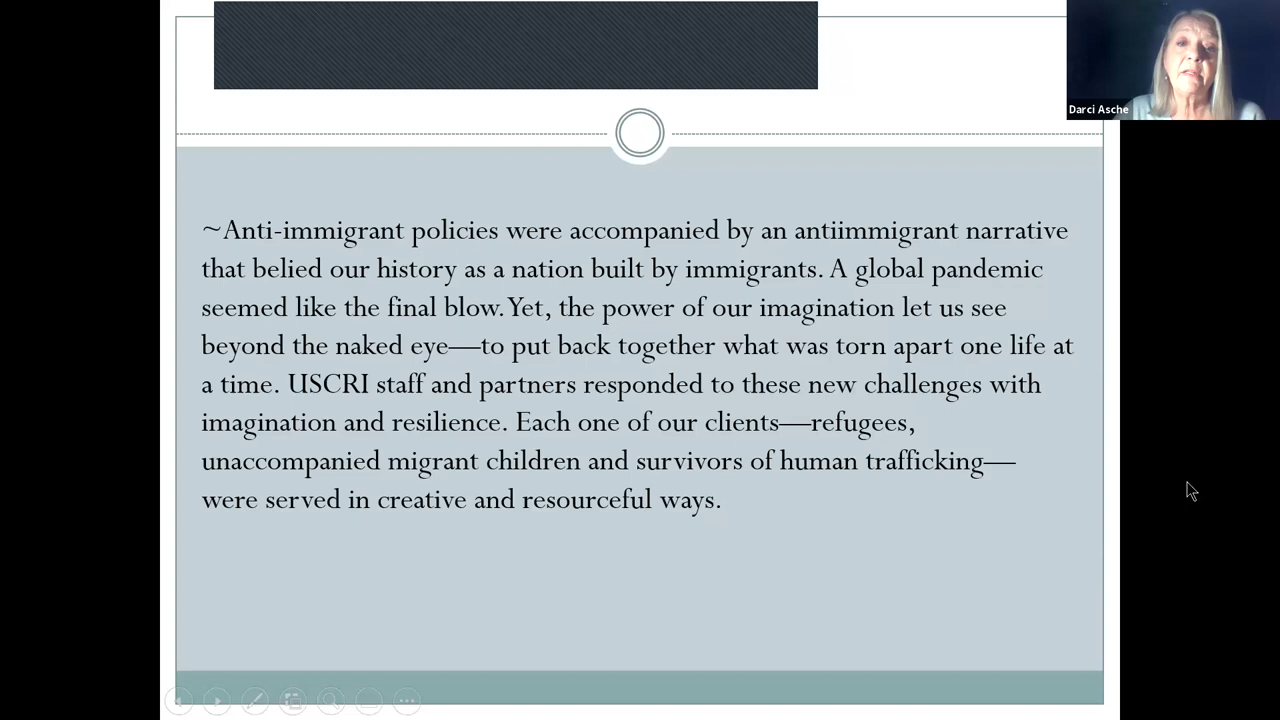 Darci Asche
~Anti-immigrant policies were accompanied by an antiimmigrant narrative
that belied our history as a nation built by immigrants. A global pandemic
seemed like the final blow. Yet, the power of our imagination let us see
beyond the naked eye—to put back together what was torn apart one life at
a time. USCRI staff and partners responded to these new challenges with
imagination and resilience. Each one of our clients—refugees,
unaccompanied migrant children and survivors of human trafficking—
were served in creative and resourceful ways.